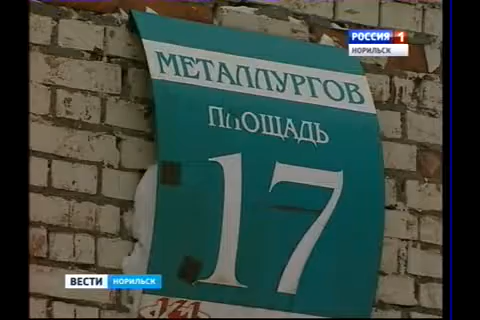 РОССИЯ 1
НОРИЛЬСК
МЕТАЛЛУРГОВ
ПЛОЩАДЬ
17
ВЕСТИ НОРИЛЬСК